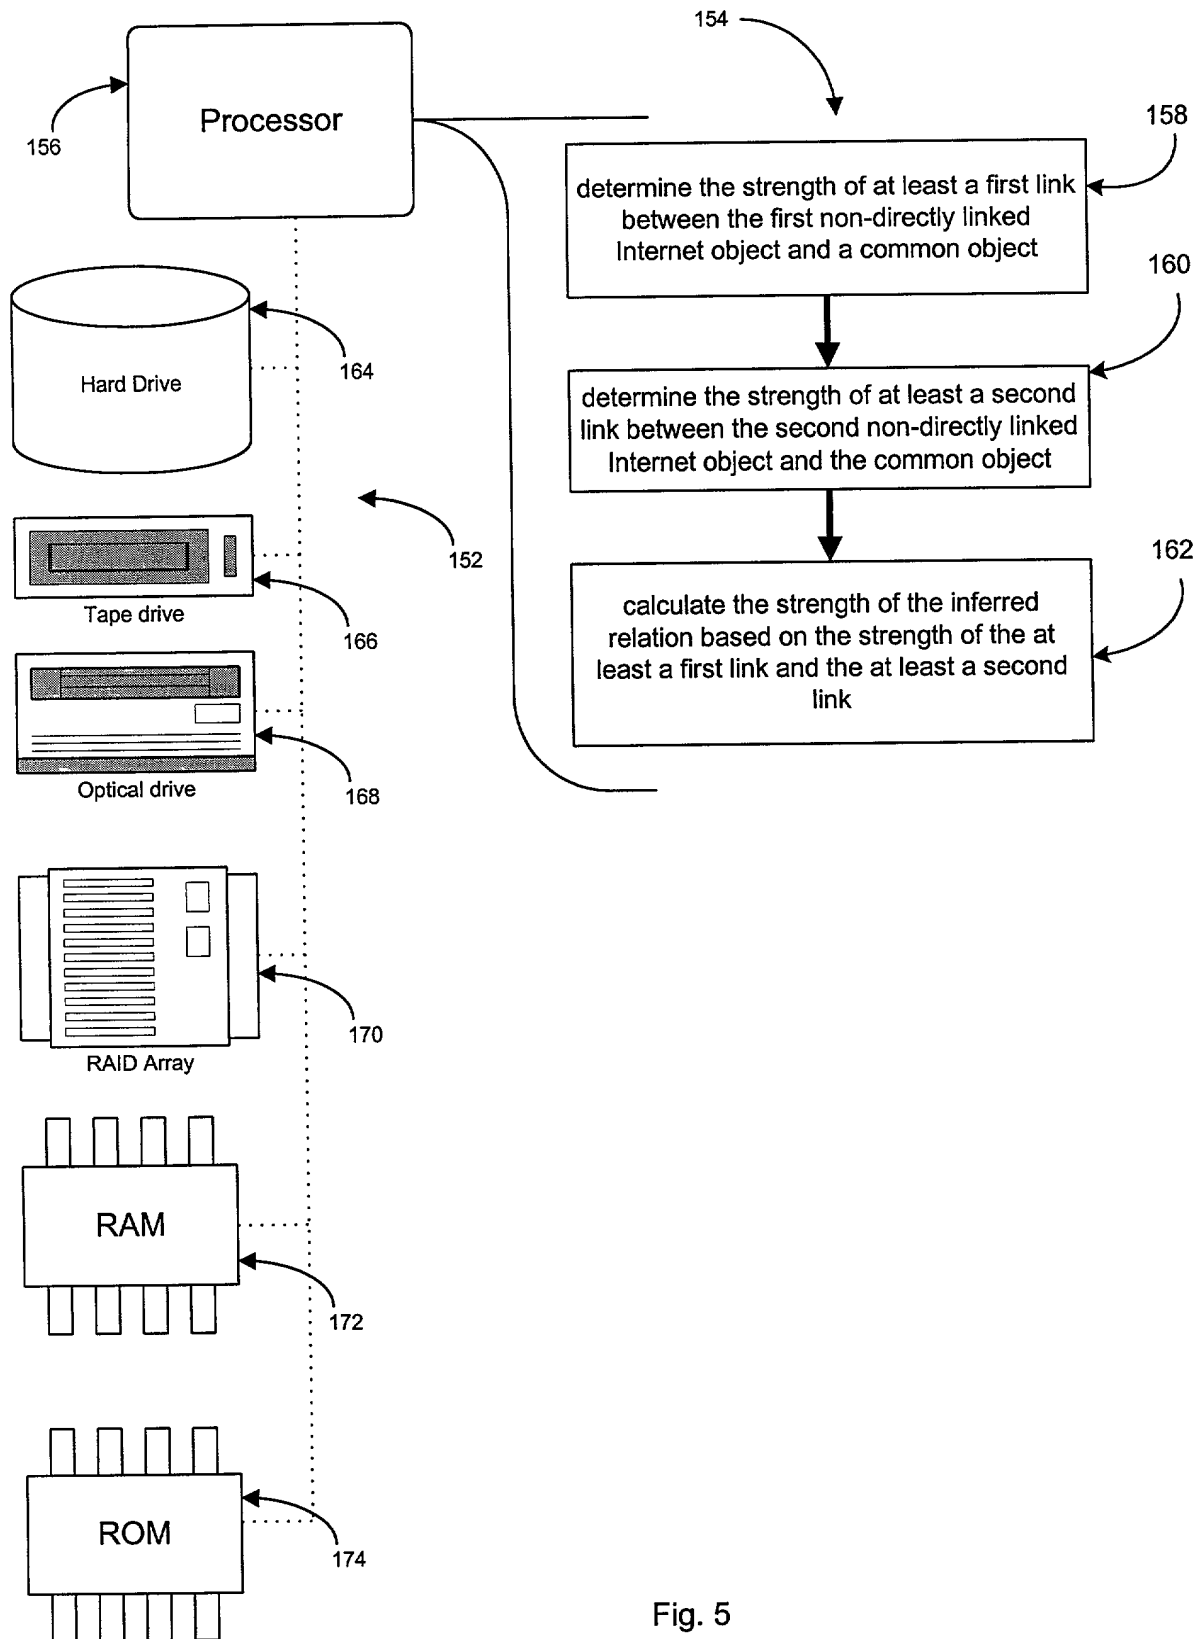 154
Processor
156
158
determine the strength of at least a first link
between the first non-directly linked
Internet object and a common object
160
164
Hard Drive
determine the strength of at least a second
link between the second non-directly linked
Internet object and the common object
152
162
Tape drive
166
calculate the strength of the inferred
relation based on the strength of the at
least a first link and the at least a second
link
Optical drive
168
170
RAID Array
RAM
172
ROM
174
Fig. 5